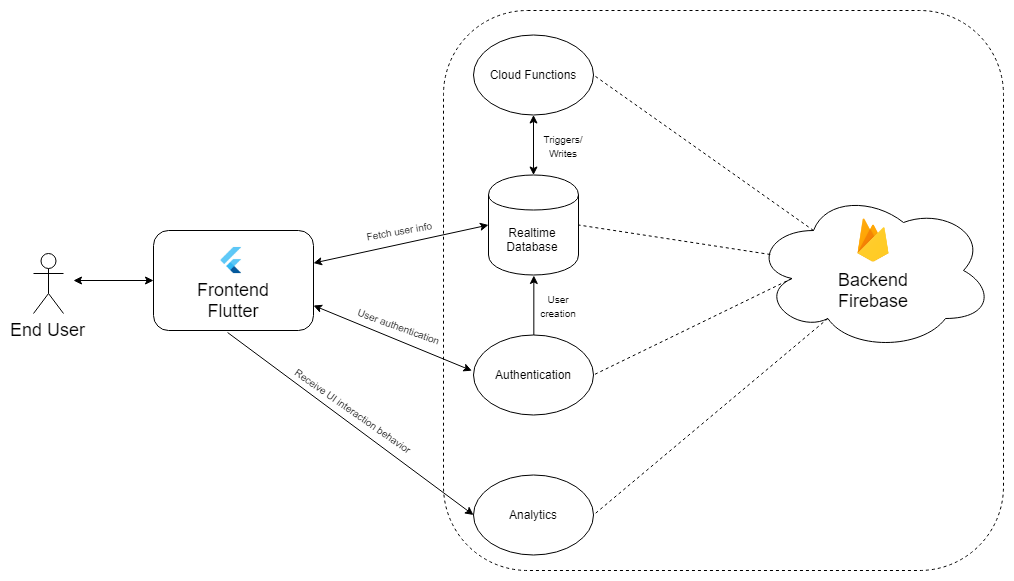 Cloud Functions
Triggers/
Writes
Fetch user info
Realtime
Database
Frontend
Flutter
End User
Backend
Firebase
User
creation
User authentication
Authentication
Receive UI interaction behavior
Analytics